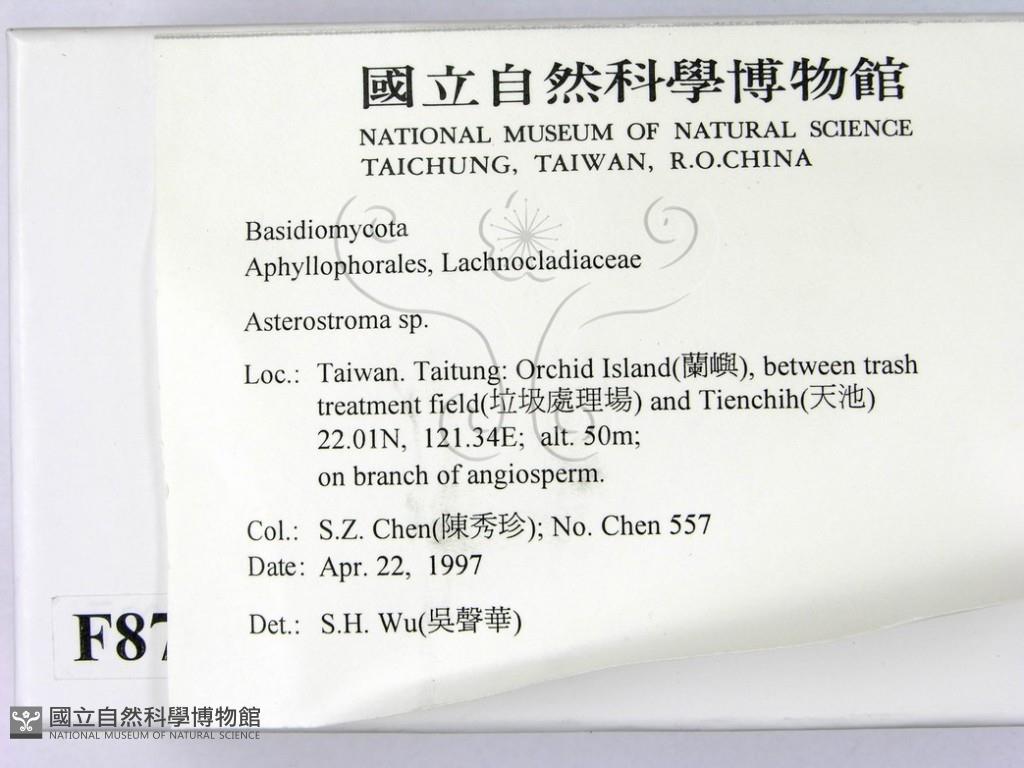 國立自然科學博物館
NATIONAL MUSEUM OF NATURAL SCIENCE
TAICHUNG, TAIWAN, R.O.CHINA
Basidiomycota
Aphyllophorales, Lachnocladiaceae
Asterostroma sp.
Loc.: Taiwan. Taitung: Orchid Island(蘭嶼), between trash
treatment field(垃圾處理場) and Tienchih(天池)
22.01N, 121.34E; alt. 50m;
on branch of angiosperm.
Col.: S.Z. Chen(陳秀珍); No. Chen 557
Date: Apr. 22, 1997
Det.: S.H. Wu(吳聲華)
F87
國立自然科學博物館
NATIONAL MUSEUM OF NATURAL SCIENCE